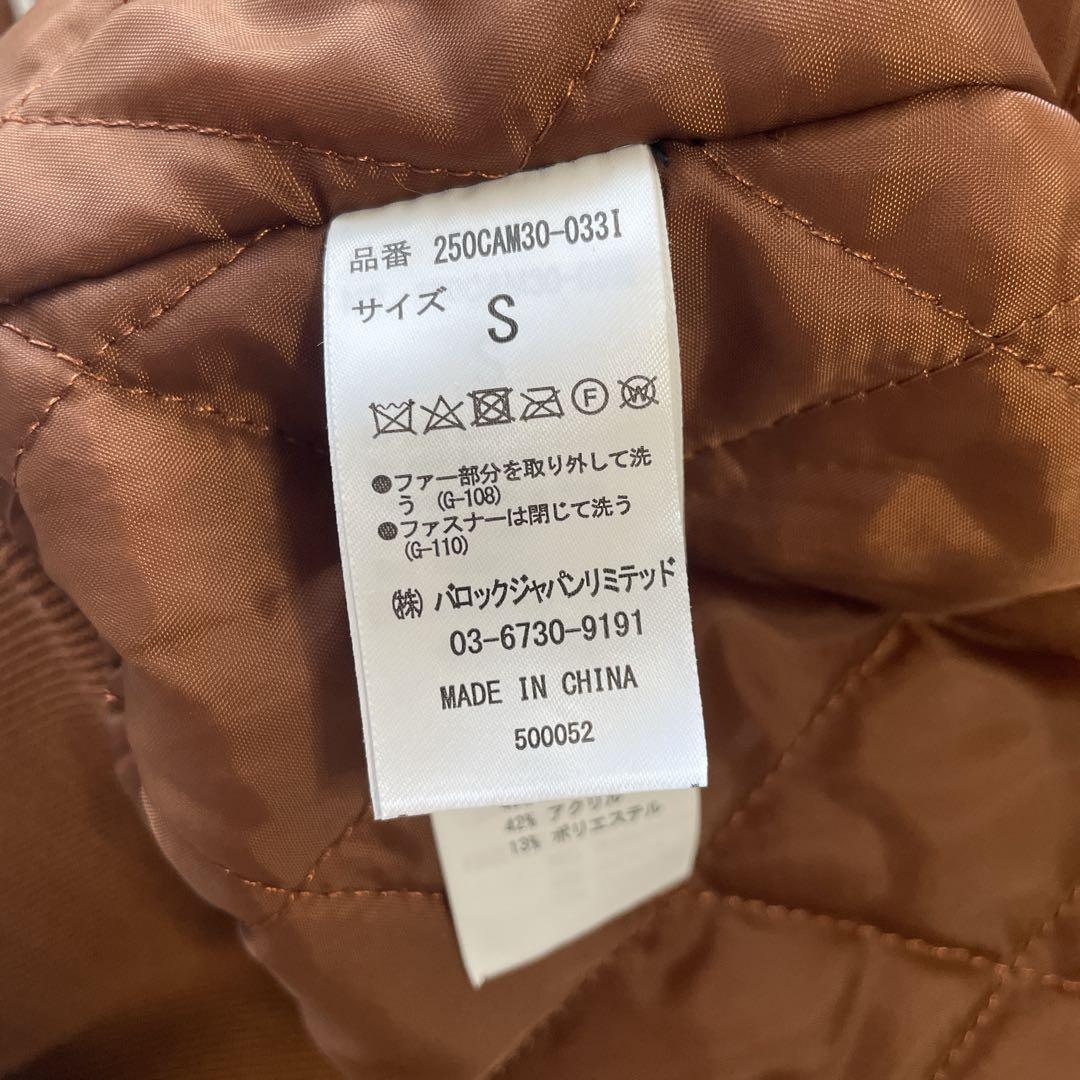 品番 250CAM30-033I
サイズ S
F W
●ファー部分を取り外して洗
う (G-108)
●ファスナーは閉じて洗う
(G-110)
(株) バロックジャパンリミテッド
03-6730-9191
MADE IN CHINA
500052
42% アクリル
13% ポリエステル